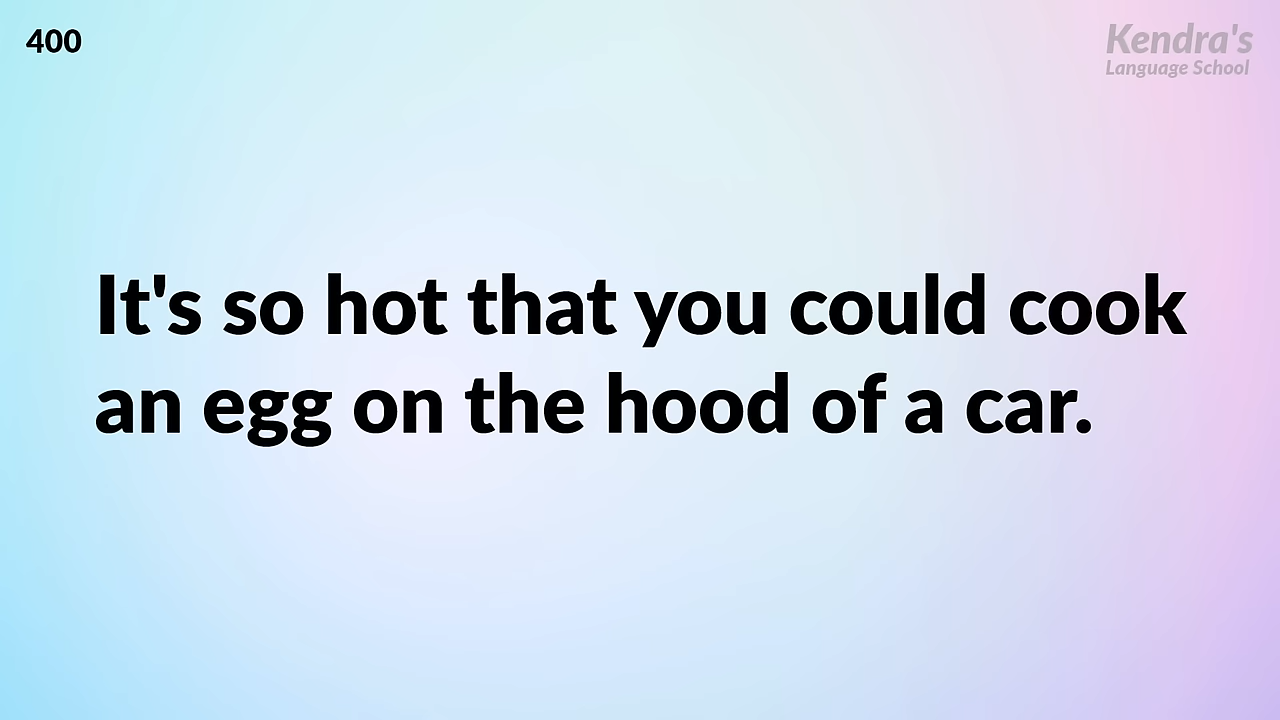 400
Kendra's
Language School
It's so hot that you could cook
an egg on the hood of a car.